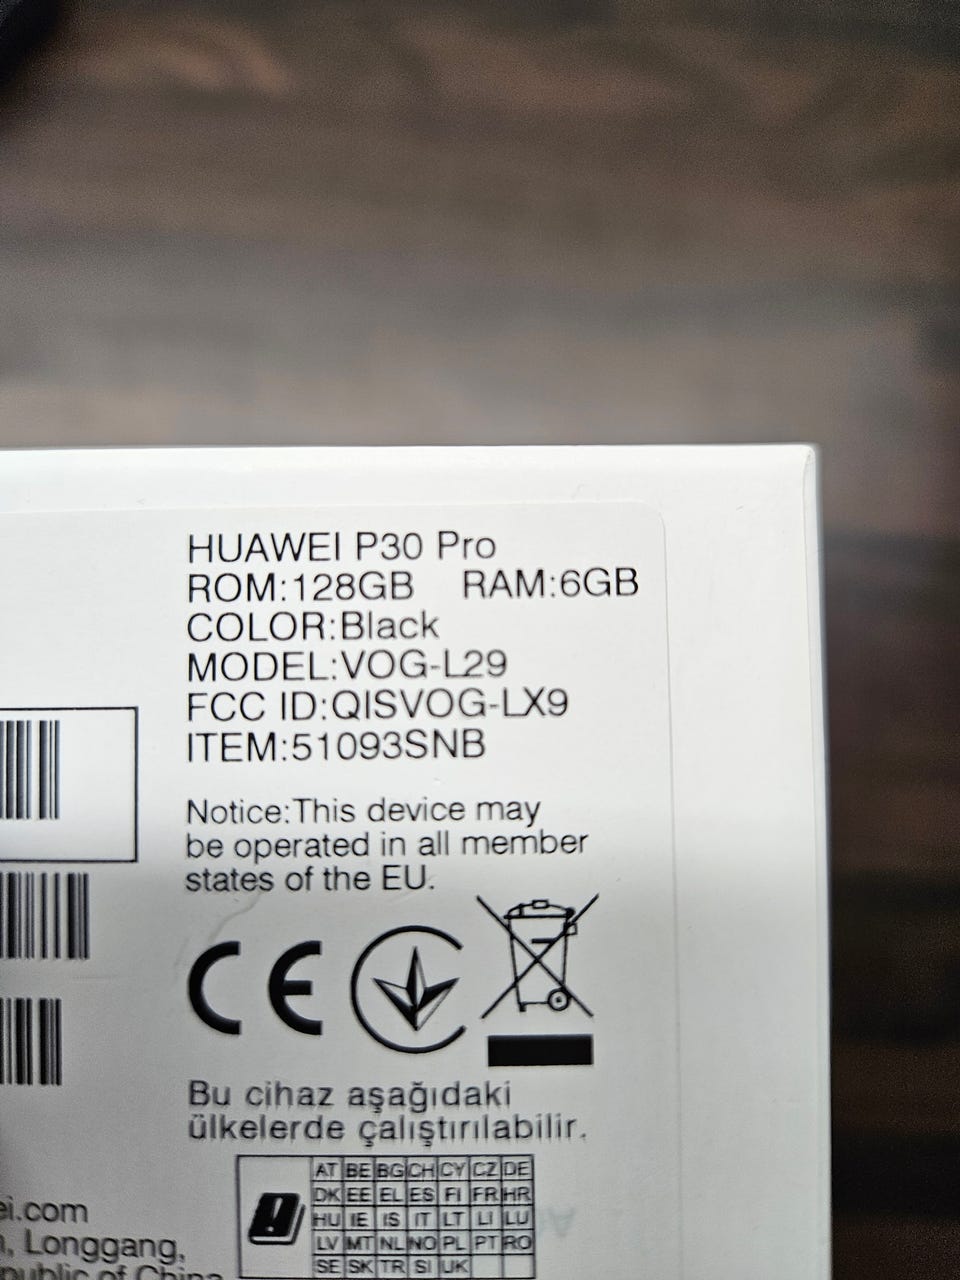 HUAWEI P30 Pro
ROM:128GB RAM:6GB
COLOR:Black
MODEL:VOG-L29
FCC ID:QISVOG-LX9
ITEM:51093SNB
Notice:This device may
be operated in all member
states of the EU.
CE
Bu cihaz aşağıdaki
ülkelerde çalıştırılabilir.
AT BE BG CH CY CZ DE
DK EE EL ES FI FR HR
HU IE IS IT LT LI LU
LV MT NL NO PL PT RO
SE SK TR SI UK
ei.com
, Longgang,
public of China